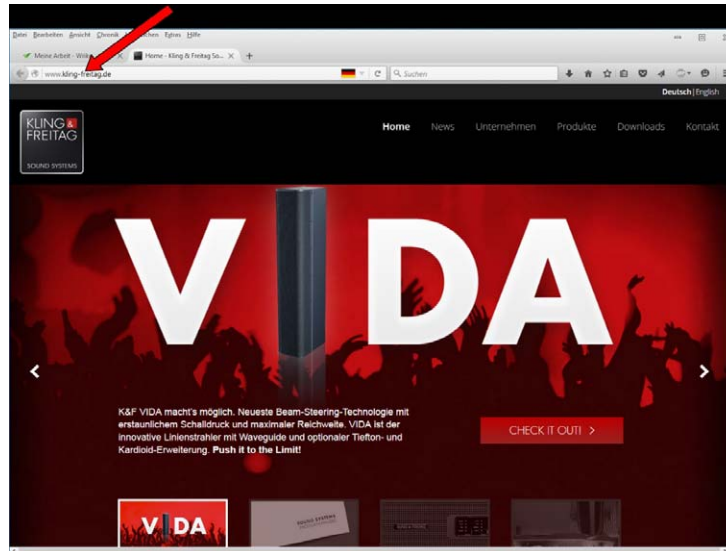 Datei Bearbeiten Ansicht Chronik Extras Hilfe
Meine Arbeit
Home - Kling & Freitag So...
www.kling-freitag.de
Suchen
Deutsch | English
KLING &
FREITAG
SOUND SYSTEMS
Home News Unternehmen Produkte Downloads Kontakt
V DA
K&F VIDA macht's möglich. Neueste Beam-Steering-Technologie mit
erstaunlichem Schalldruck und maximaler Reichweite. VIDA ist der
innovative Linienstrahler mit Waveguide und optionaler Tiefton- und
Kardioid-Erweiterung. Push it to the Limit!
CHECK IT OUT! >
V DA